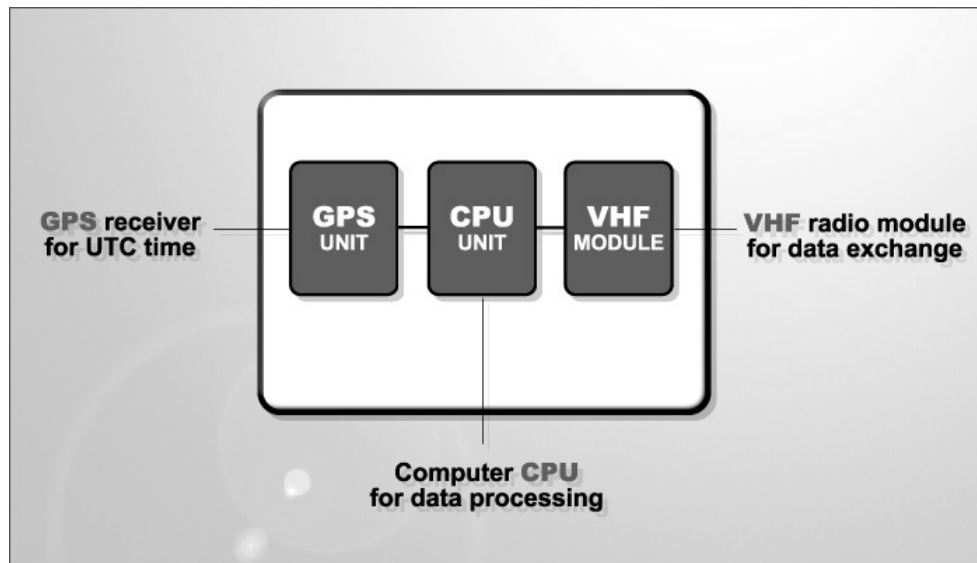 GPS
UNIT
CPU
UNIT
VHF
MODULE
GPS receiver
for UTC time
VHF radio module
for data exchange
Computer CPU
for data processing